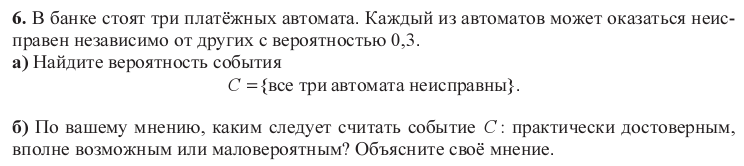 6. В банке стоят три платёжных автомата. Каждый из автоматов может оказаться неис-
правен независимо от других с вероятностью 0,3.
а) Найдите вероятность события
C = {все три автомата неисправны}.
б) По вашему мнению, каким следует считать событие C : практически достоверным,
вполне возможным или маловероятным? Объясните своё мнение.